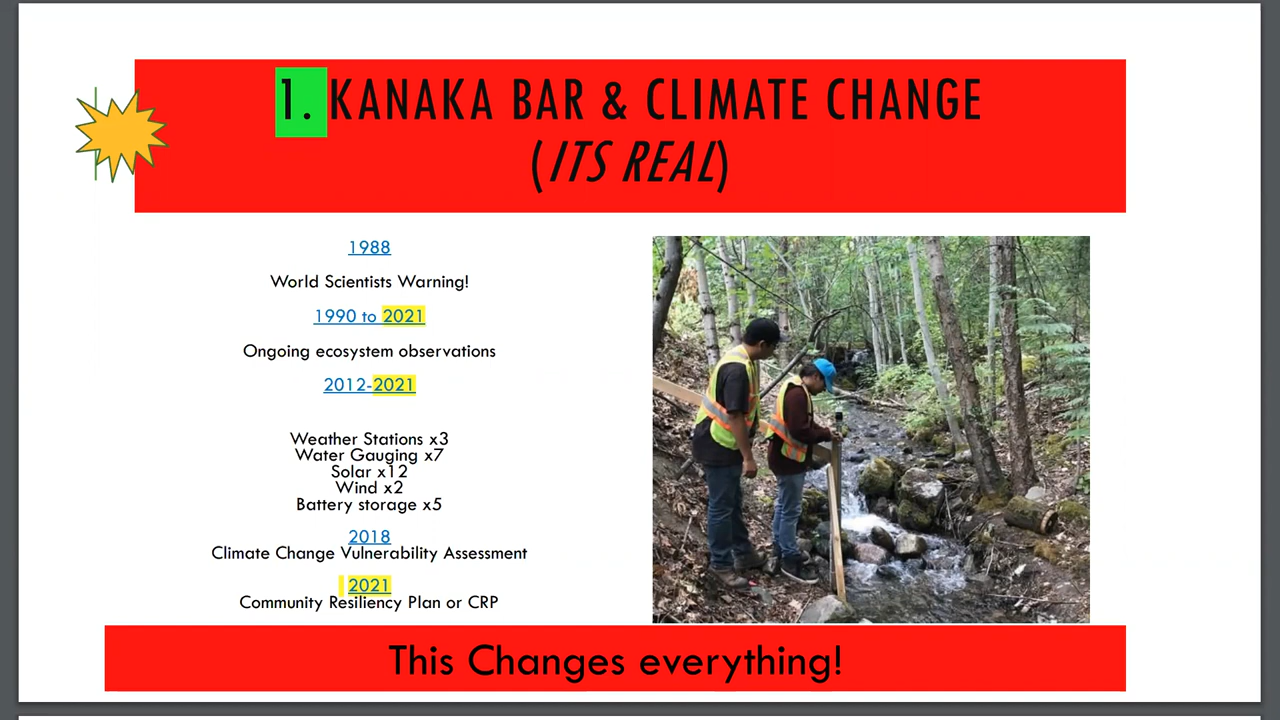 1. KANAKA BAR & CLIMATE CHANGE
(ITS REAL)
1988
World Scientists Warning!
1990 to 2021
Ongoing ecosystem observations
2012-2021
Weather Stations x3
Water Gauging x7
Solar x12
Wind x2
Battery storage x5
2018
Climate Change Vulnerability Assessment
2021
Community Resiliency Plan or CRP
This Changes everything!